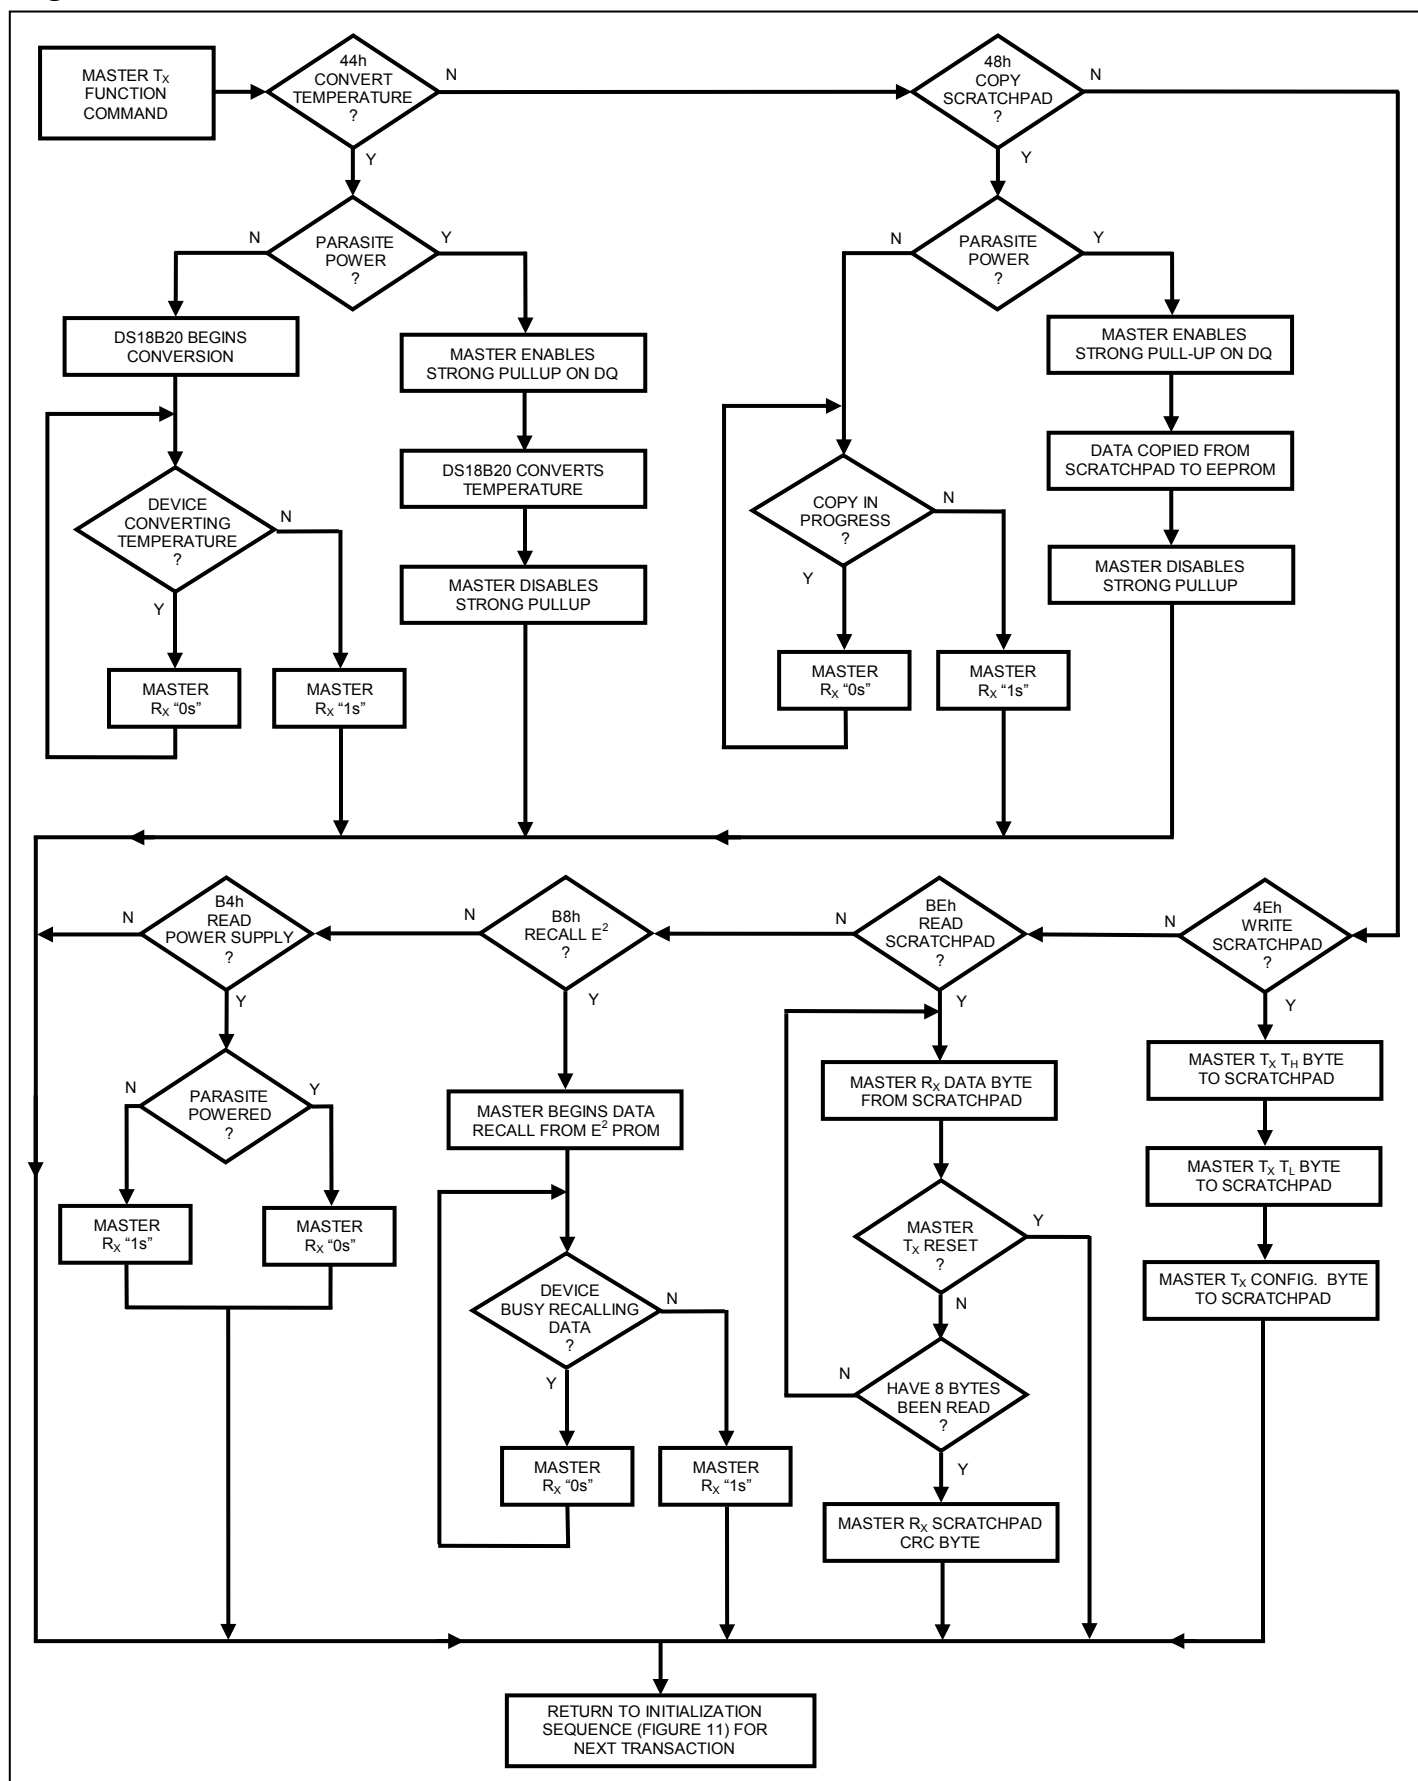 MASTER TX
FUNCTION
COMMAND
44h
CONVERT
TEMPERATURE
?
N
Y
48h
COPY
SCRATCHPAD
?
N
Y
N
PARASITE
POWER
?
Y
N
PARASITE
POWER
?
Y
DS18B20 BEGINS
CONVERSION
MASTER ENABLES
STRONG PULLUP ON DQ
MASTER ENABLES
STRONG PULL-UP ON DQ
DS18B20 CONVERTS
TEMPERATURE
DATA COPIED FROM
SCRATCHPAD TO EEPROM
DEVICE
CONVERTING
TEMPERATURE
?
N
Y
COPY IN
PROGRESS
?
N
Y
MASTER DISABLES
STRONG PULLUP
MASTER DISABLES
STRONG PULLUP
MASTER
RX “0s”
MASTER
RX “1s”
MASTER
RX “0s”
MASTER
RX “1s”
N
B4h
READ
POWER SUPPLY
?
Y
N
B8h
RECALL E2
?
Y
N
BEh
READ
SCRATCHPAD
?
Y
N
4Eh
WRITE
SCRATCHPAD
?
Y
N
PARASITE
POWERED
?
Y
MASTER BEGINS DATA
RECALL FROM E2 PROM
MASTER RX DATA BYTE
FROM SCRATCHPAD
MASTER TX TH BYTE
TO SCRATCHPAD
MASTER TX TL BYTE
TO SCRATCHPAD
MASTER
RX “1s”
MASTER
RX “0s”
MASTER
TX RESET
?
Y
N
MASTER TX CONFIG. BYTE
TO SCRATCHPAD
DEVICE
BUSY RECALLING
DATA
?
N
Y
N
HAVE 8 BYTES
BEEN READ
?
Y
MASTER
RX “0s”
MASTER
RX “1s”
MASTER RX SCRATCHPAD
CRC BYTE
RETURN TO INITIALIZATION
SEQUENCE (FIGURE 11) FOR
NEXT TRANSACTION